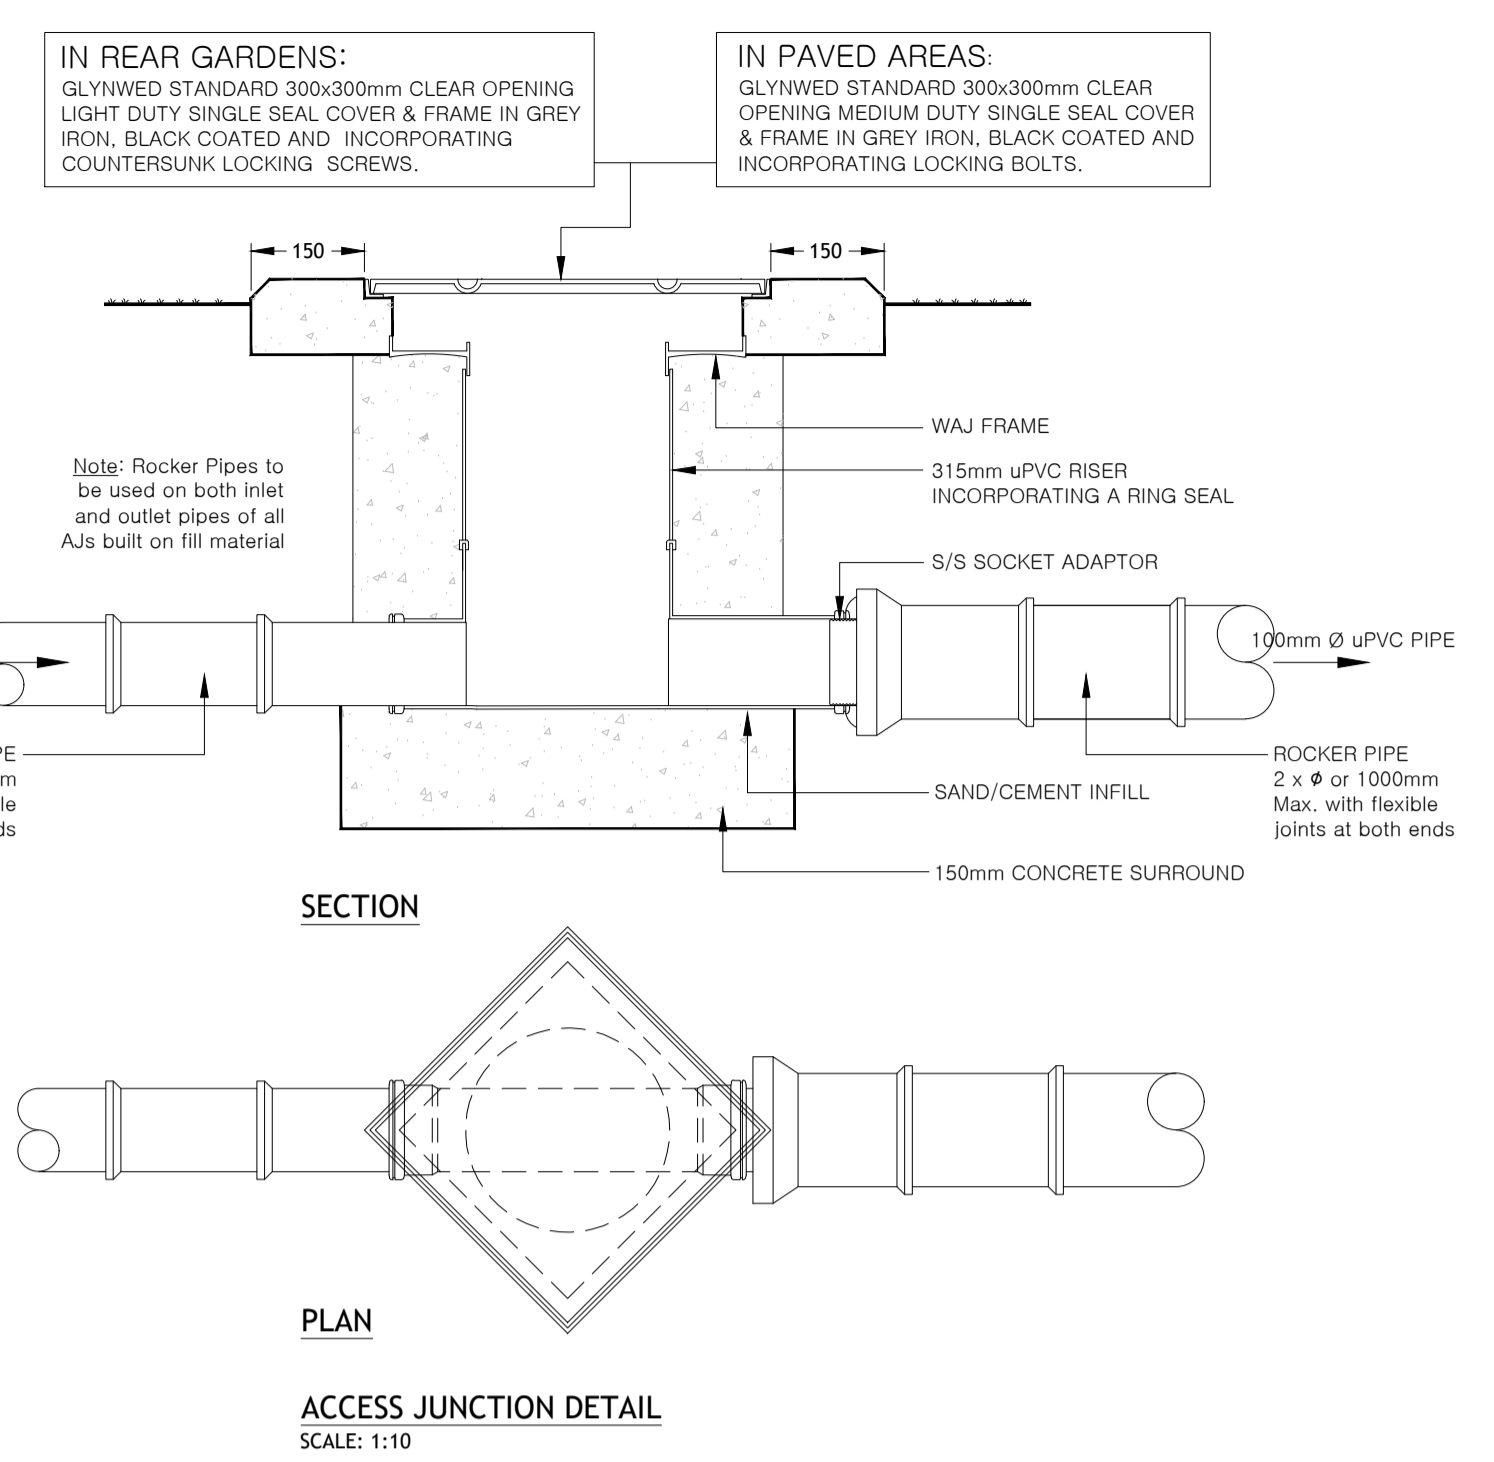 IN REAR GARDENS:
GLYNWED STANDARD 300x300mm CLEAR OPENING
LIGHT DUTY SINGLE SEAL COVER & FRAME IN GREY
IRON, BLACK COATED AND INCORPORATING
COUNTERSUNK LOCKING SCREWS.
IN PAVED AREAS:
GLYNWED STANDARD 300x300mm CLEAR
OPENING MEDIUM DUTY SINGLE SEAL COVER
& FRAME IN GREY IRON, BLACK COATED AND
INCORPORATING LOCKING BOLTS.
150
150
WAJ FRAME
Note: Rocker Pipes to
be used on both inlet
and outlet pipes of all
AJs built on fill material
315mm uPVC RISER
INCORPORATING A RING SEAL
S/S SOCKET ADAPTOR
100mm Ø uPVC PIPE
PE
m
le
ds
ROCKER PIPE
2 x Ø or 1000mm
Max. with flexible
joints at both ends
SAND/CEMENT INFILL
150mm CONCRETE SURROUND
SECTION
PLAN
ACCESS JUNCTION DETAIL
SCALE: 1:10